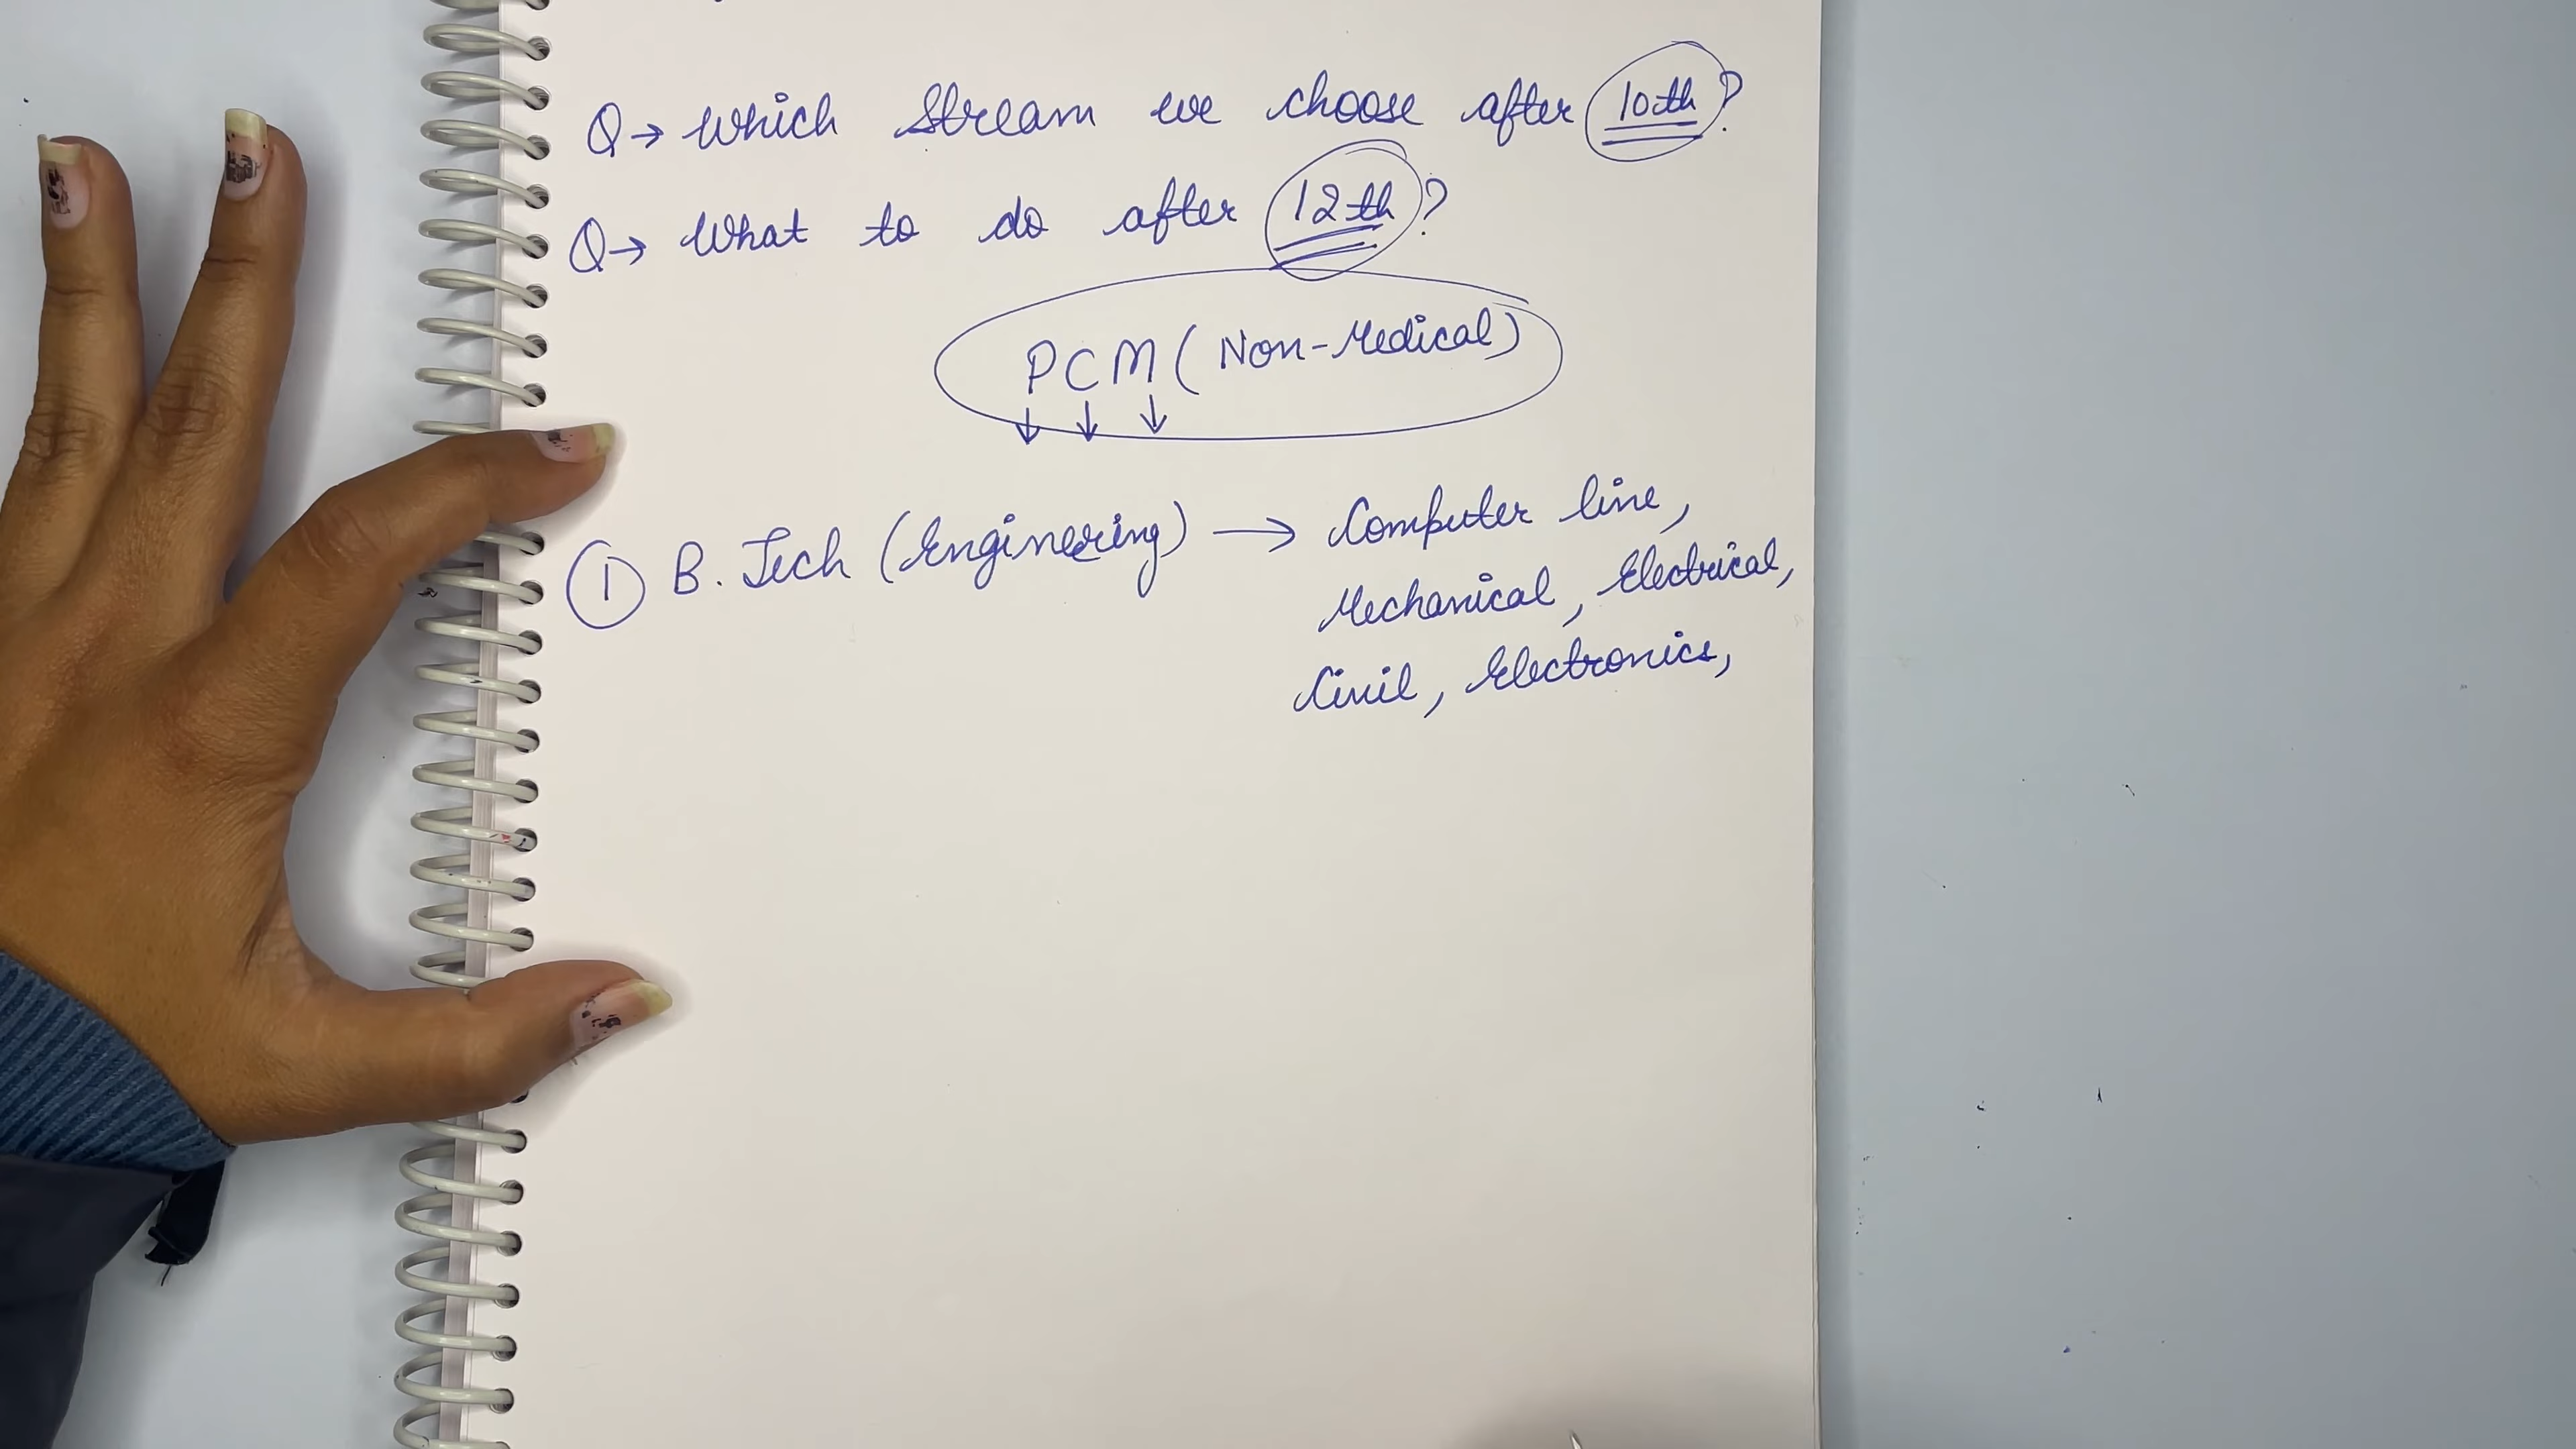 Q→ Which Stream we choose after 10th?
Q→ What to do after 12th?
PCM (Non-Medical)
↓ ↓ ↓
① B. Tech (Engineering) → Computer line,
Mechanical, Electrical,
Civil, Electronics,